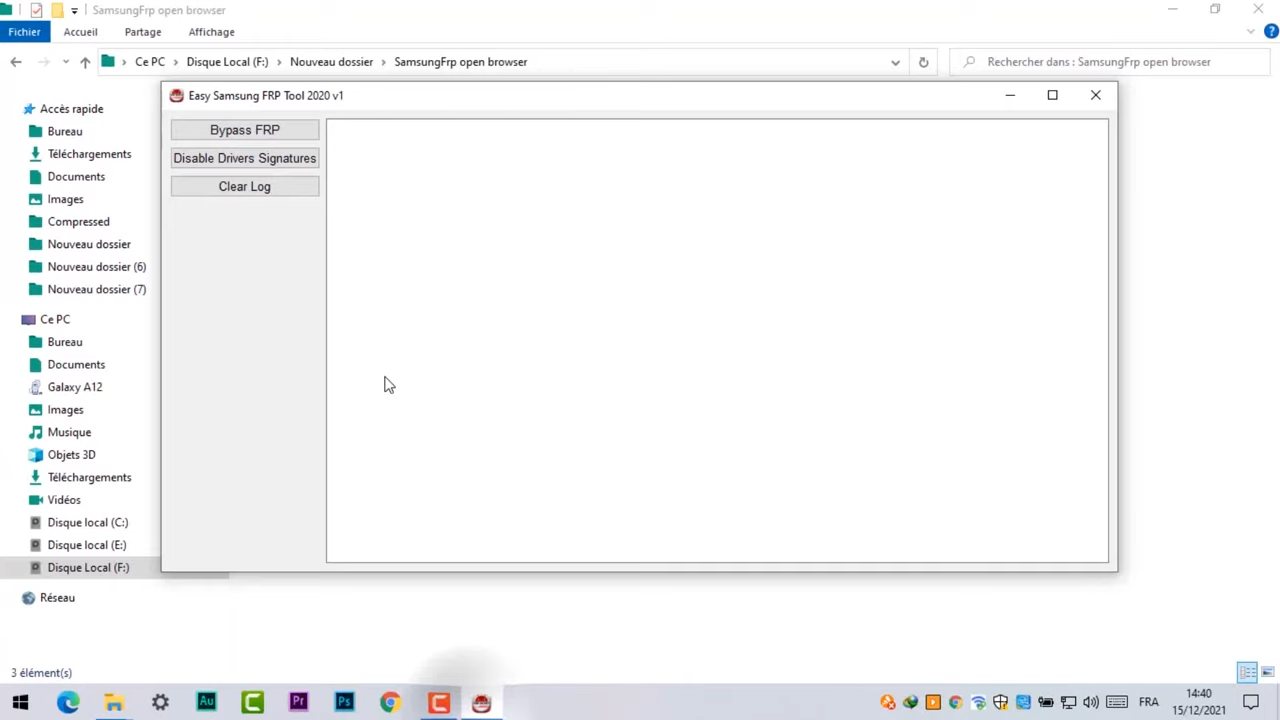 SamsungFrp open browser
Fichier Accueil Partage Affichage
Ce PC Disque Local (F:) Nouveau dossier SamsungFrp open browser Rechercher dans : SamsungFrp open browser
Easy Samsung FRP Tool 2020 v1
Bypass FRP
Disable Drivers Signatures
Clear Log
Accès rapide
Bureau
Téléchargements
Documents
Images
Compressed
Nouveau dossier
Nouveau dossier (6)
Nouveau dossier (7)
Ce PC
Bureau
Documents
Galaxy A12
Images
Musique
Objets 3D
Téléchargements
Vidéos
Disque local (C:)
Disque local (E:)
Disque Local (F:)
Réseau
3 élément(s)
Au Pr Ps FRA 14:40
15/12/2021